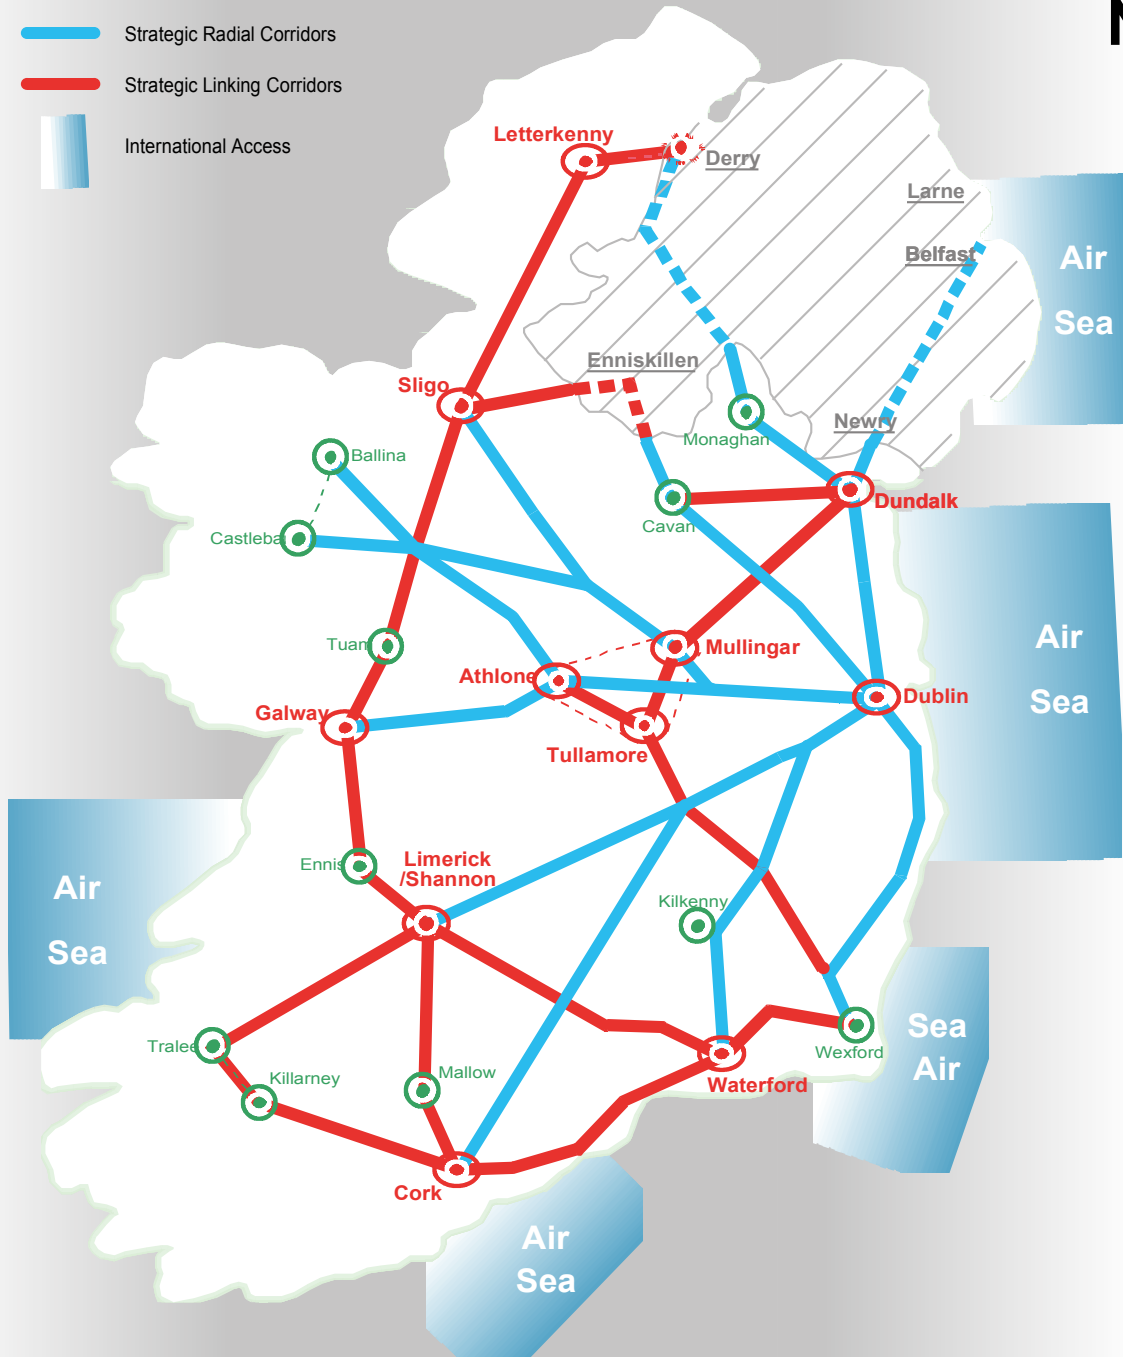 Strategic Radial Corridors
Strategic Linking Corridors
International Access
Letterkenny
Derry
Larne
Belfast
Air
Sea
Enniskillen
Sligo
Newry
Monaghan
Ballina
Dundalk
Cavan
Castleba
Tuam
Mullingar
Athlone
Air
Sea
Dublin
Galway
Tullamore
Ennis
Limerick
/Shannon
Air
Sea
Kilkenny
Sea
Air
Tralee
Wexford
Killarney
Mallow
Waterford
Cork
Air
Sea